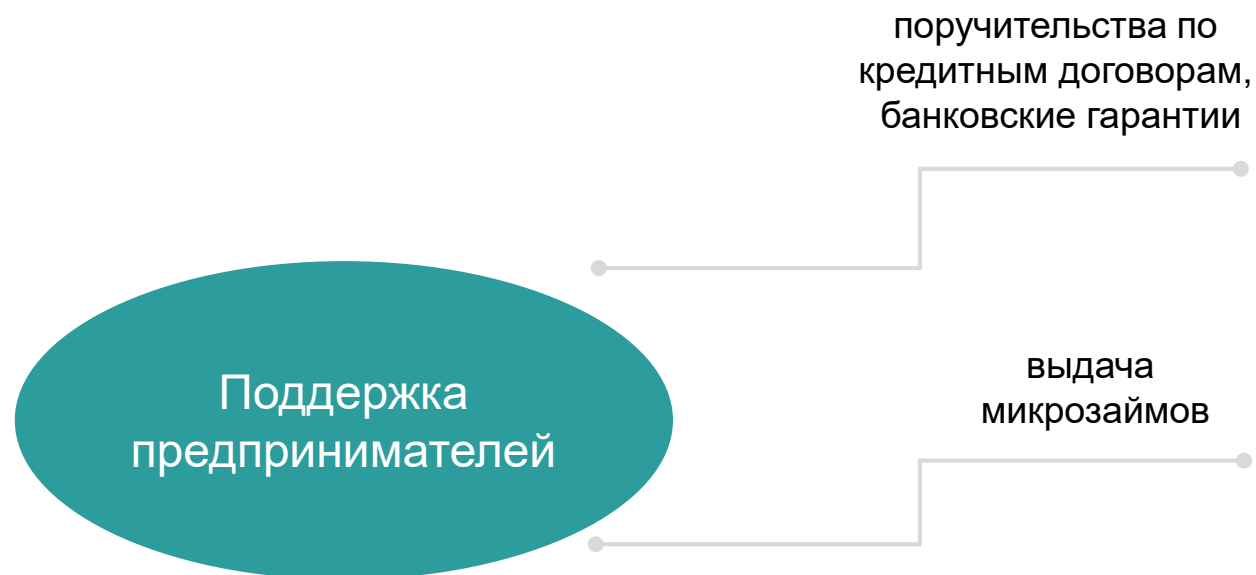 поручительства по
кредитным договорам,
банковские гарантии
Поддержка
предпринимателей
выдача
микрозаймов